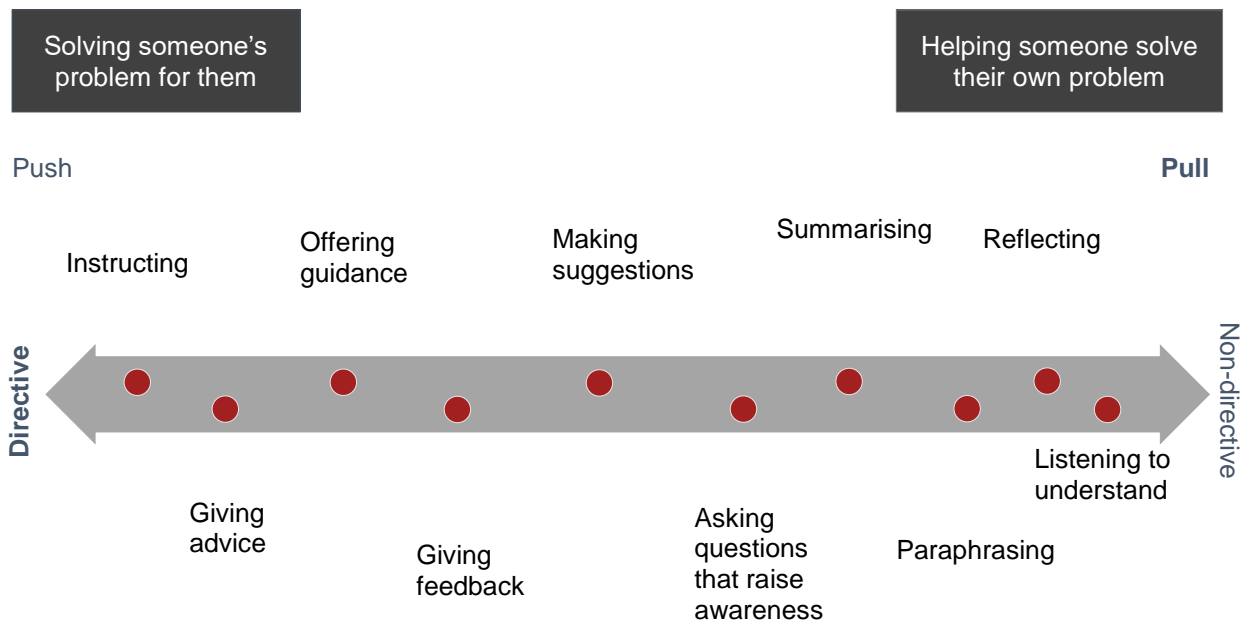 Solving someone’s
problem for them
Helping someone solve
their own problem
Push
Pull
Instructing
Offering
guidance
Making
suggestions
Summarising
Reflecting
Directive
Non-directive
Giving
advice
Giving
feedback
Asking
questions
that raise
awareness
Paraphrasing
Listening to
understand